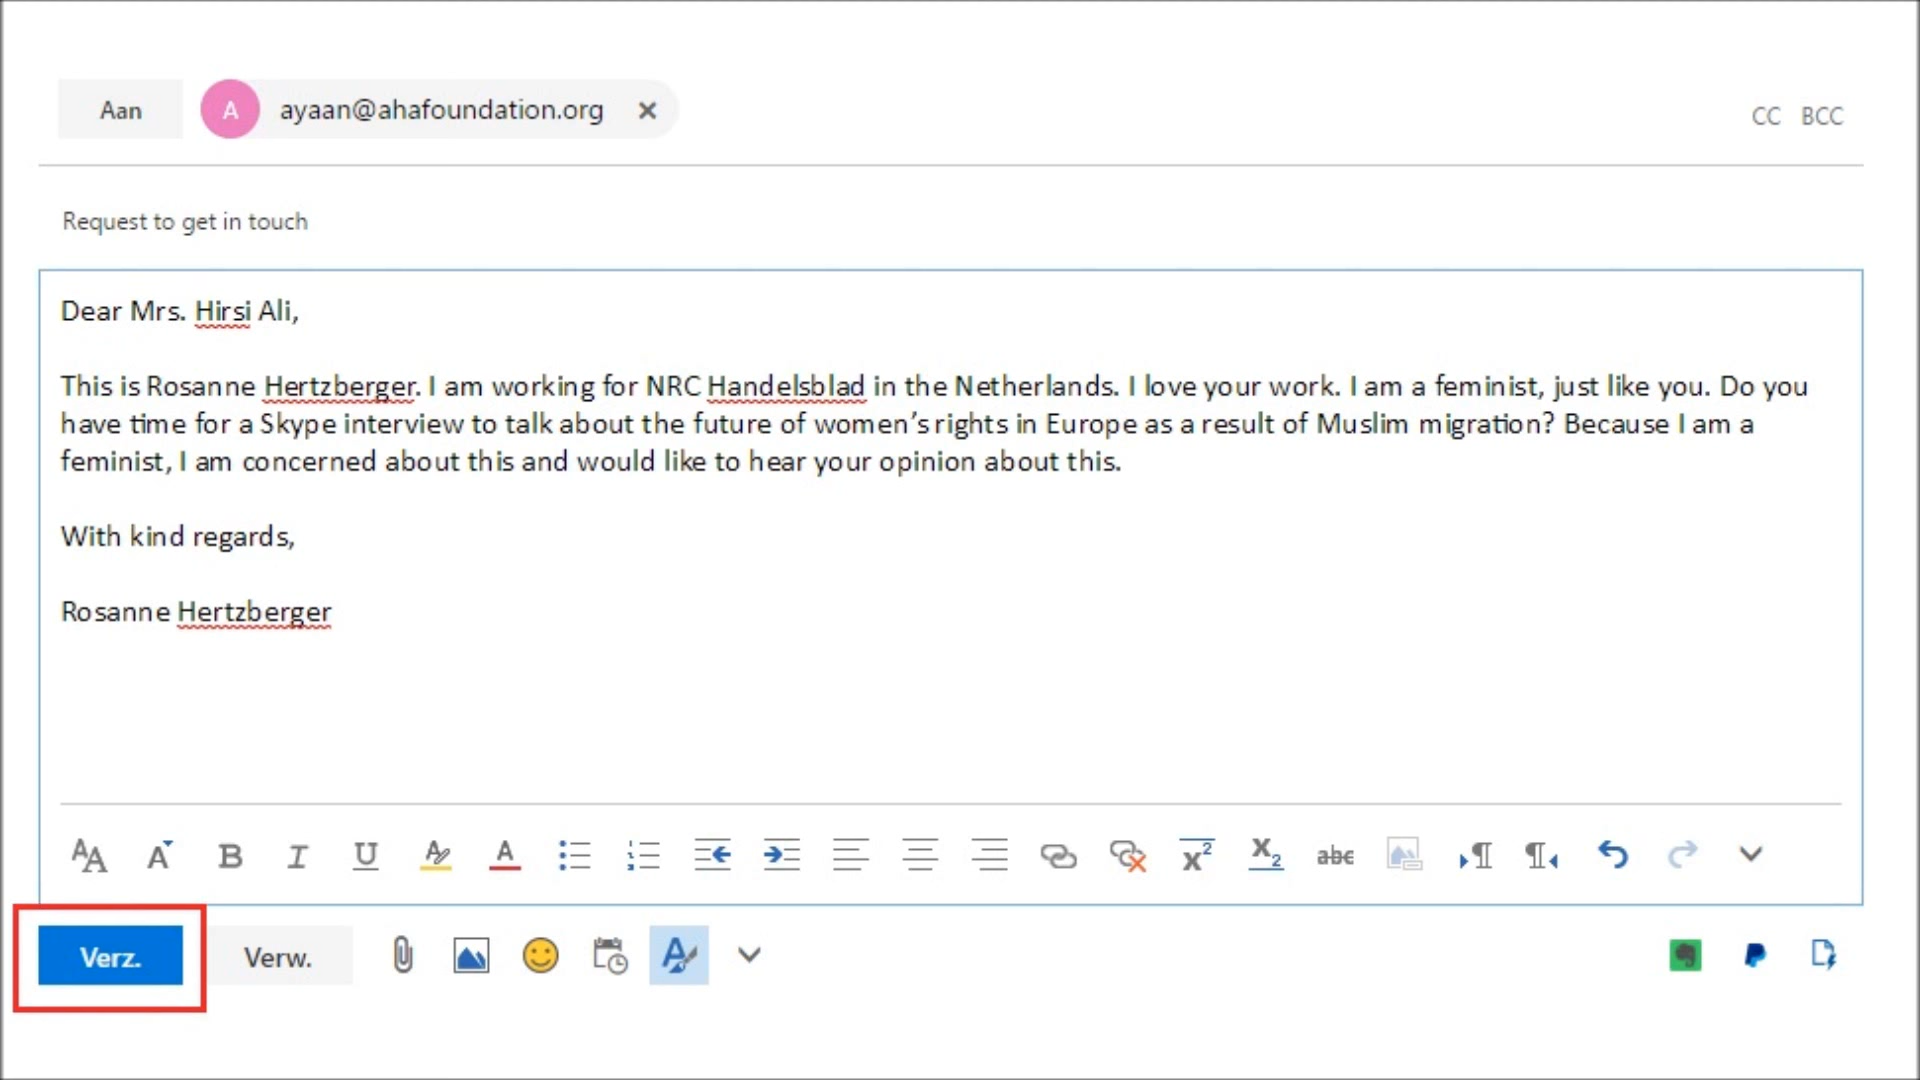 Aan A ayaan@ahafoundation.org CC BCC
Request to get in touch
Dear Mrs. Hirsi Ali,
This is Rosanne Hertzberger. I am working for NRC Handelsblad in the Netherlands. I love your work. I am a feminist, just like you. Do you
have time for a Skype interview to talk about the future of women’s rights in Europe as a result of Muslim migration? Because I am a
feminist, I am concerned about this and would like to hear your opinion about this.
With kind regards,
Rosanne Hertzberger
Verz. Verw.